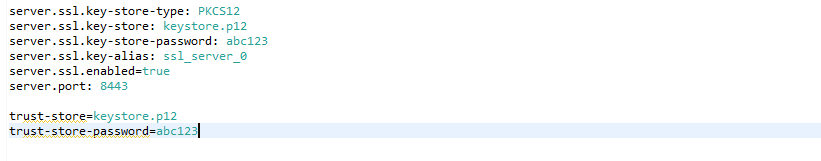 server.ssl.key-store-type: PKCS12
server.ssl.key-store: keystore.p12
server.ssl.key-store-password: abc123
server.ssl.key-alias: ssl_server_0
server.ssl.enabled=true
server.port: 8443
trust-store=keystore.p12
trust-store-password=abc123